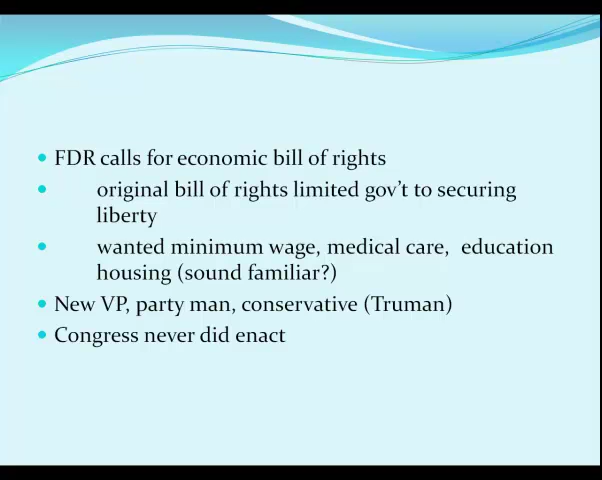 FDR calls for economic bill of rights
original bill of rights limited gov't to securing
liberty
wanted minimum wage, medical care,  education
housing (sound familiar?)
New VP, party man, conservative (Truman)
Congress never did enact